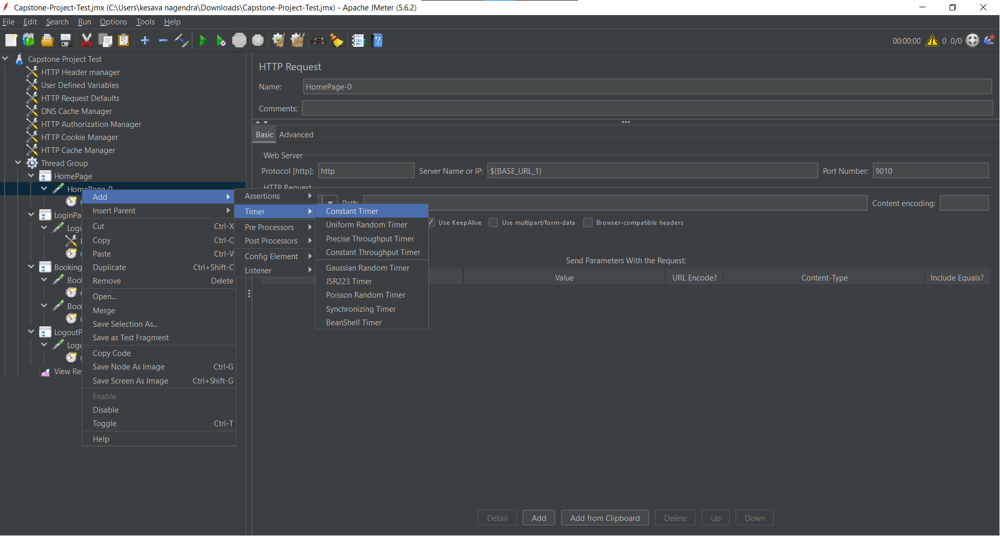 Capstone-Project-Test.jmx (C:\Users\kesava nagendra\Downloads\Capstone-Project-Test.jmx) - Apache JMeter (5.6.2)
File Edit Search Run Options Tools Help
STOP
00:00:00 0 0/0
Capstone Project Test
HTTP Header manager
User Defined Variables
HTTP Request Defaults
DNS Cache Manager
HTTP Authorization Manager
HTTP Cookie Manager
HTTP Cache Manager
Thread Group
HomePage
HomePage-0
LoginPa
Logi
Booking
Boo
Boo
LogoutP
Logo
View Re
Add
Insert Parent
Cut Ctrl-X
Copy Ctrl-C
Paste Ctrl-V
Duplicate Ctrl+Shift-C
Remove Delete
Open...
Merge
Save Selection As...
Save as Test Fragment
Copy Code
Save Node As Image Ctrl-G
Save Screen As Image Ctrl+Shift-G
Enable
Disable
Toggle Ctrl-T
Help
Assertions
Timer
Pre Processors
Post Processors
Config Element
Listener
Constant Timer
Uniform Random Timer
Precise Throughput Timer
Constant Throughput Timer
Gaussian Random Timer
JSR223 Timer
Poisson Random Timer
Synchronizing Timer
BeanShell Timer
HTTP Request
Name: HomePage-0
Comments:
Basic Advanced
Web Server
Protocol [http]: http Server Name or IP: ${BASE_URL_1} Port Number: 9010
HTTP Request
Path: Content encoding:
Use KeepAlive Use multipart/form-data Browser-compatible headers
Send Parameters With the Request:
Value URL Encode? Content-Type Include Equals?
Detail Add Add from Clipboard Delete Up Down